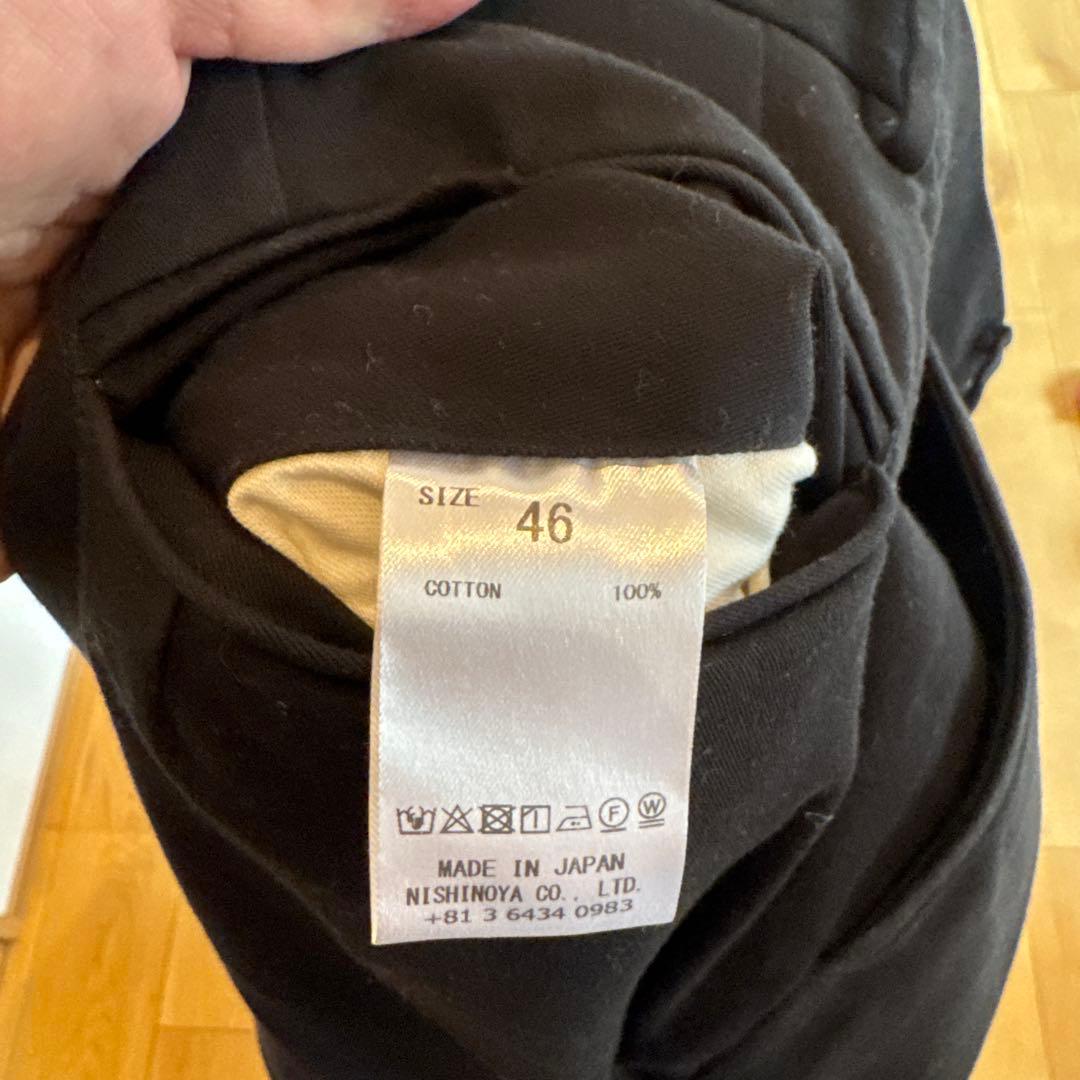 SIZE 46
COTTON 100%
F W
MADE IN JAPAN
NISHINOYA CO., LTD.
+81 3 6434 0983